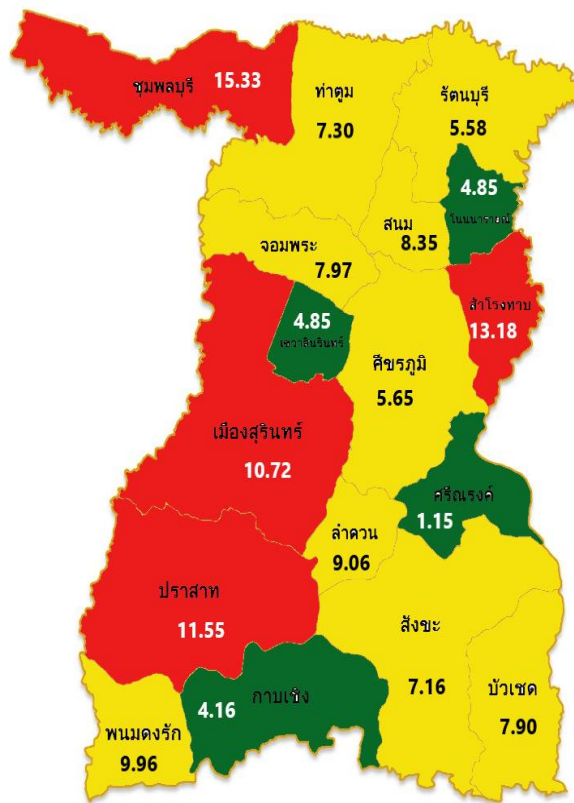 ชุมพลบุรี 15.33
ท่าตูม
7.30
รัตนบุรี
5.58
4.85
โนนนารายณ์
สนม
8.35
จอมพระ
7.97
4.85
เขวาสินรินทร์
สำโรงทาบ
13.18
ศีขรภูมิ
5.65
เมืองสุรินทร์
10.72
ศรีณรงค์
1.15
ลำดวน
9.06
ปราสาท
11.55
สังขะ
7.16
บัวเชด
7.90
กาบเชิง
4.16
พนมดงรัก
9.96